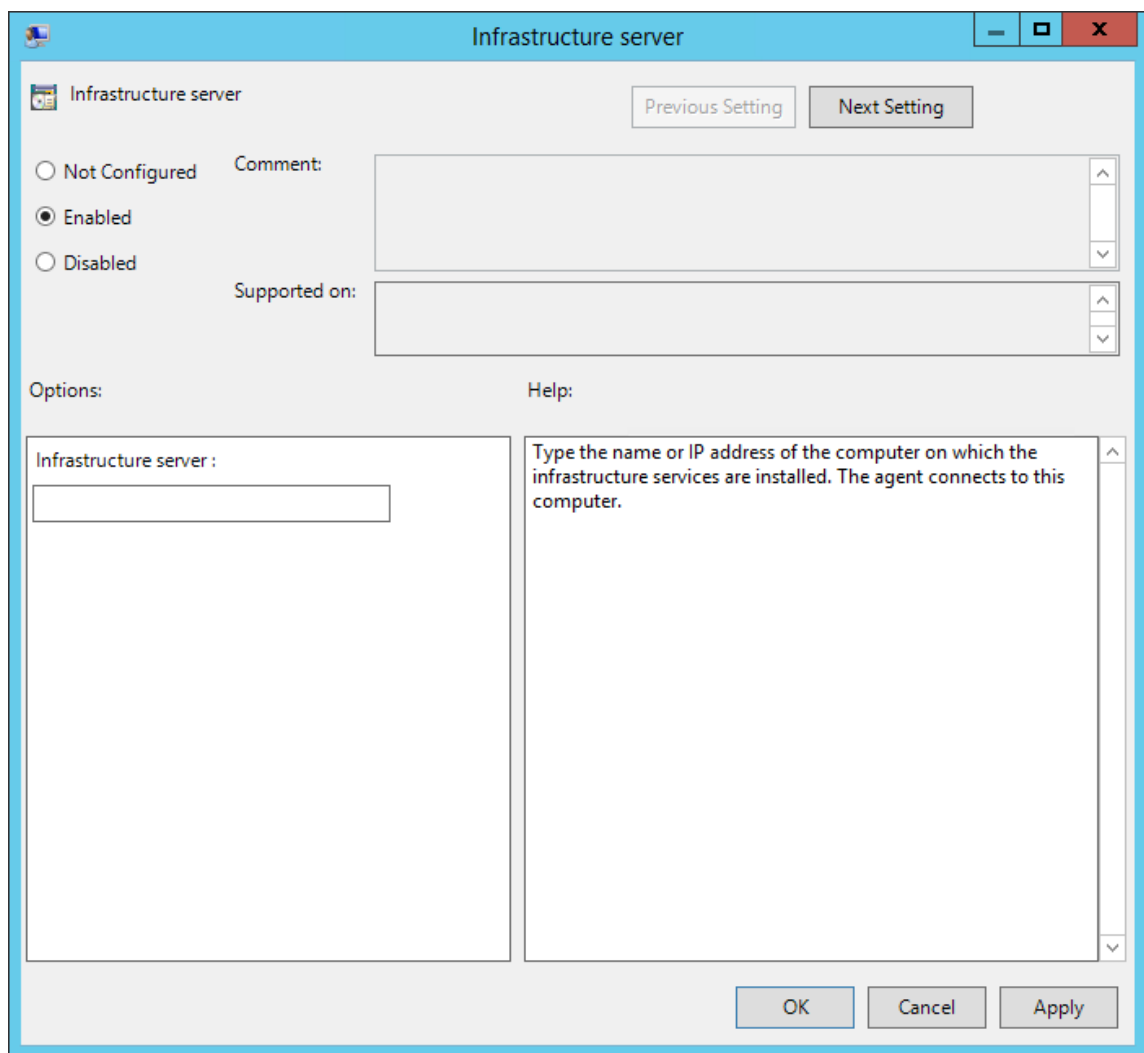 Infrastructure server
Infrastructure server
Previous Setting
Next Setting
Not Configured
Comment:
Enabled
Disabled
Supported on:
Options:
Help:
Infrastructure server :
Type the name or IP address of the computer on which the
infrastructure services are installed. The agent connects to this
computer.
OK
Cancel
Apply